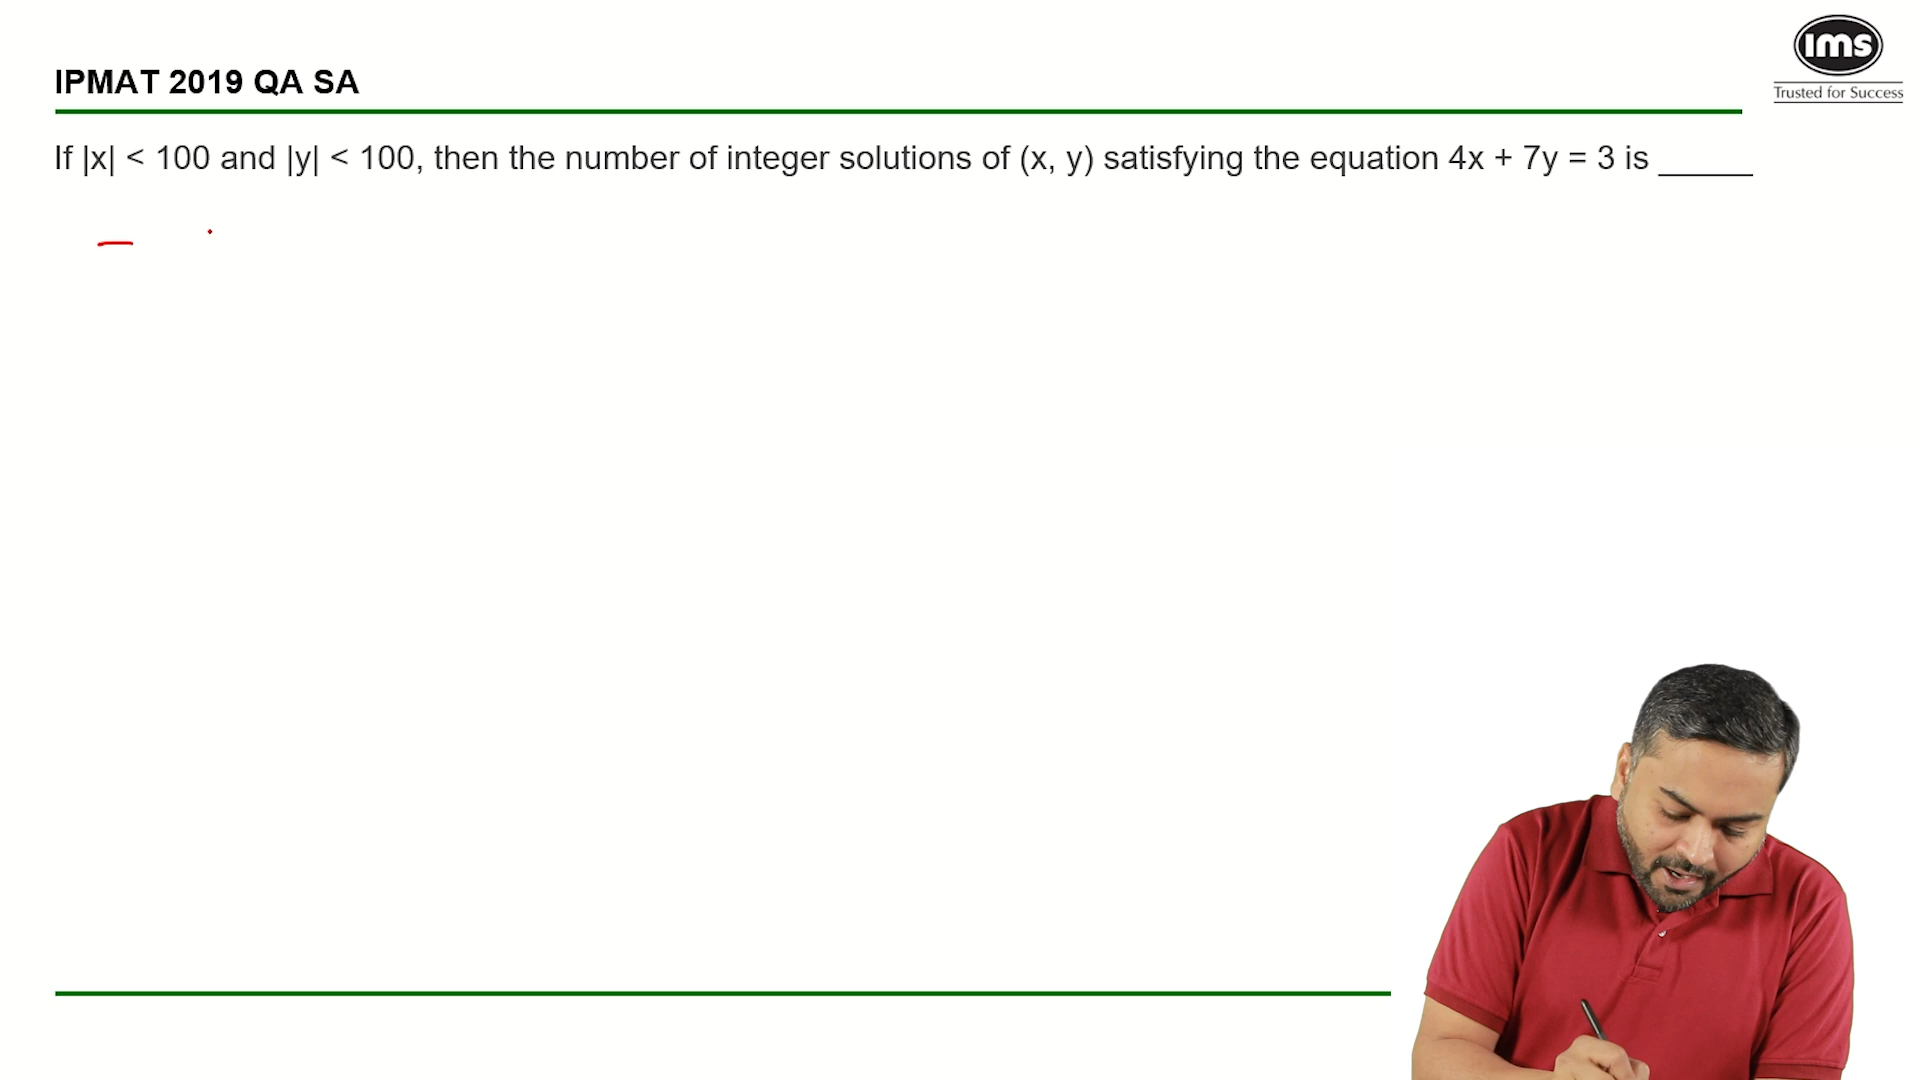 ims
Trusted for Success
IPMAT 2019 QA SA
If |x| < 100 and |y| < 100, then the number of integer solutions of (x, y) satisfying the equation 4x + 7y = 3 is ______